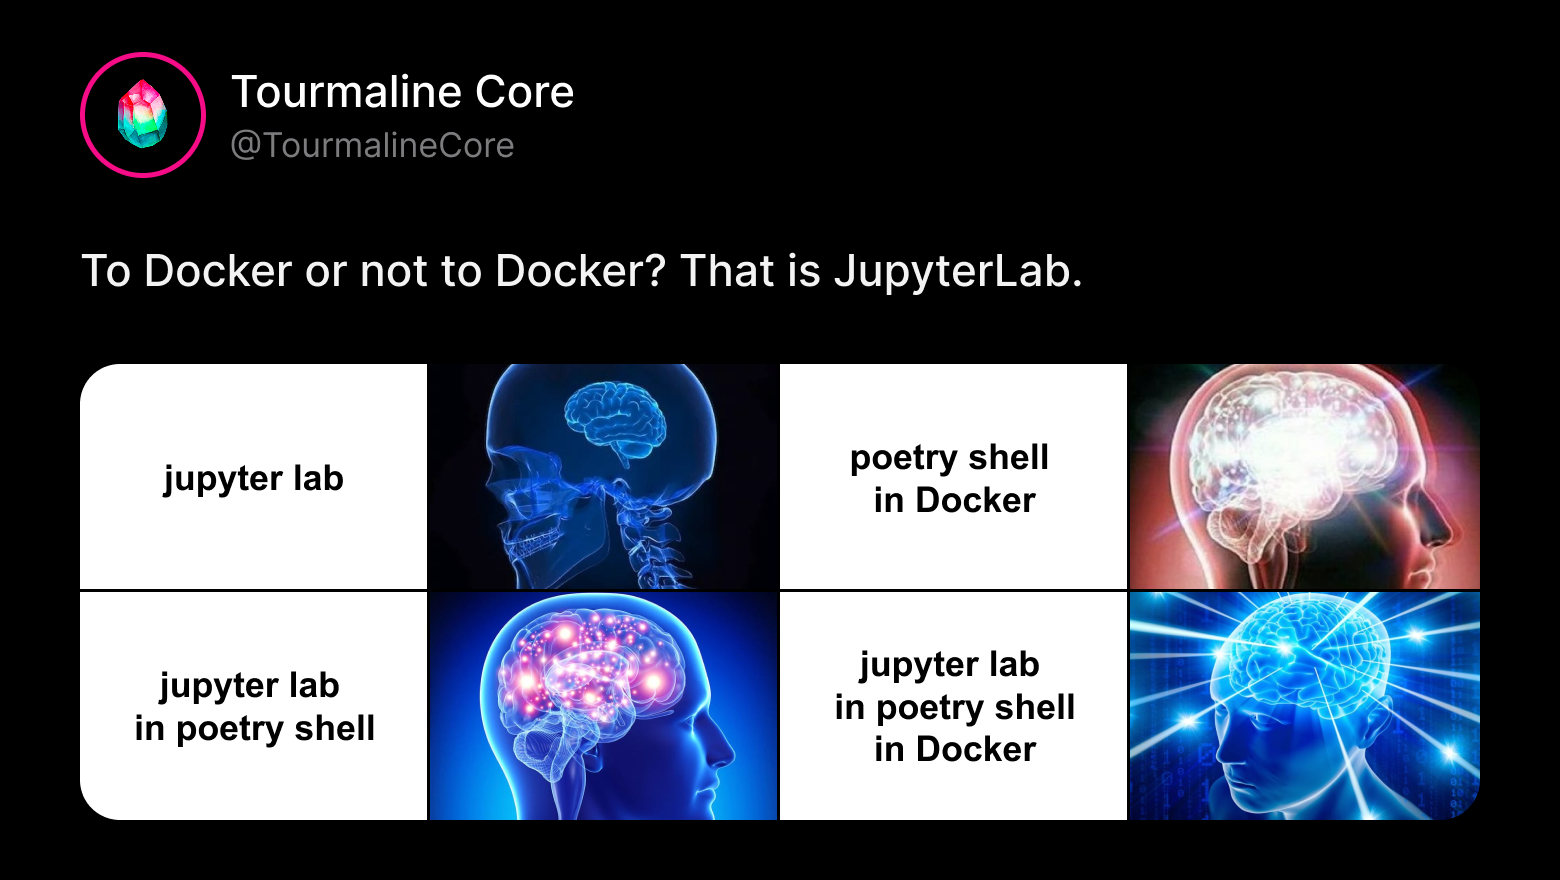 Tourmaline Core
@TourmalineCore
To Docker or not to Docker? That is JupyterLab.
jupyter lab
jupyter lab
in poetry shell
poetry shell
in Docker
jupyter lab
in poetry shell
in Docker